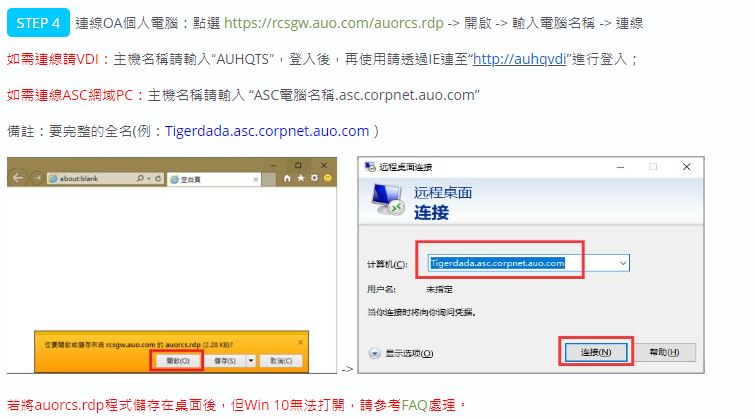 STEP 4 連線OA個人電腦：點選 https://rcsgw.auo.com/auorcs.rdp -> 開啟 -> 輸入電腦名稱 -> 連線
如需連線請VDI：主機名稱請輸入“AUHQTS”，登入後，再使用請透過IE連至“http://auhqvdi”進行登入；
如需連線ASC網域PC：主機名稱請輸入 “ASC電腦名稱.asc.corpnet.auo.com”
備註：要完整的全名(例：Tigerdada.asc.corpnet.auo.com )
about:blank
空白頁
您要開啟或儲存來自 rcsgw.auo.com 的 auorcs.rdp (2.28 KB)?
開啟(O) 儲存(S) 取消(C)
->
远程桌面连接
远程桌面
连接
计算机(C): Tigerdada.asc.corpnet.auo.com
用户名: 未指定
当你连接时将向你询问凭据。
显示选项(O) 连接(N) 帮助(H)
若將auorcs.rdp程式儲存在桌面後，但Win 10無法打開，請參考FAQ處理。